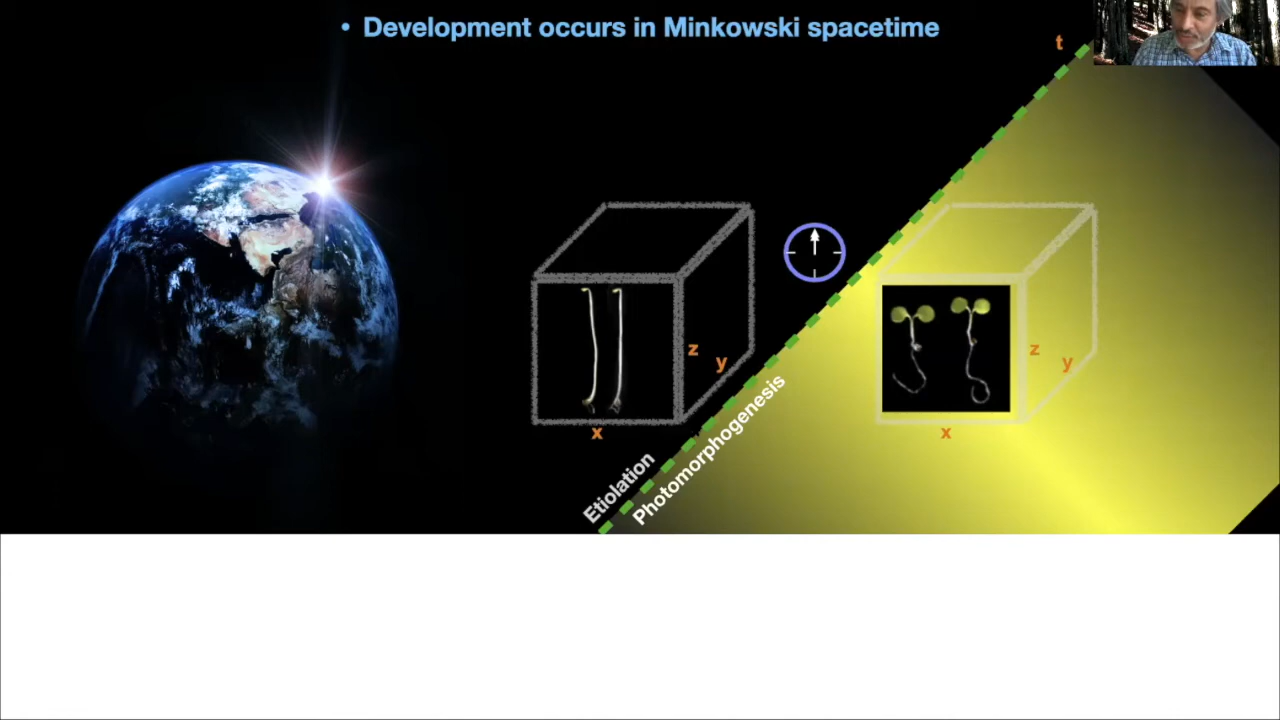 • Development occurs in Minkowski spacetime
t
z
y
x
z
y
x
Etiolation
Photomorphogenesis